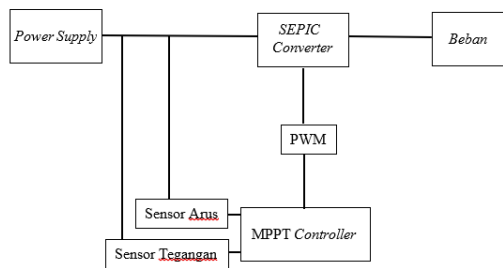 Power Supply
SEPIC
Converter
Beban
PWM
Sensor Arus
MPPT Controller
Sensor Tegangan